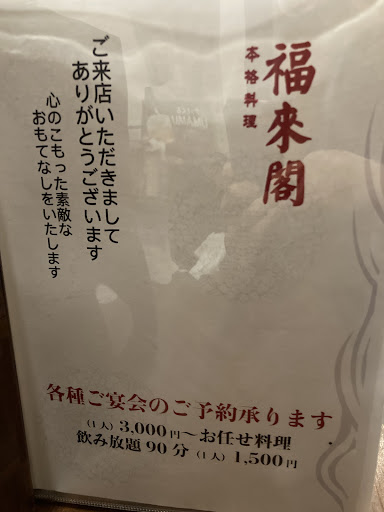 福來閣
本格料理
ご来店いただきまして
ありがとうございます
心のこもった素敵な
おもてなしをいたします
各種ご宴会のご予約承ります
(1人) 3,000円〜お任せ料理
飲み放題90分 (1人) 1,500円